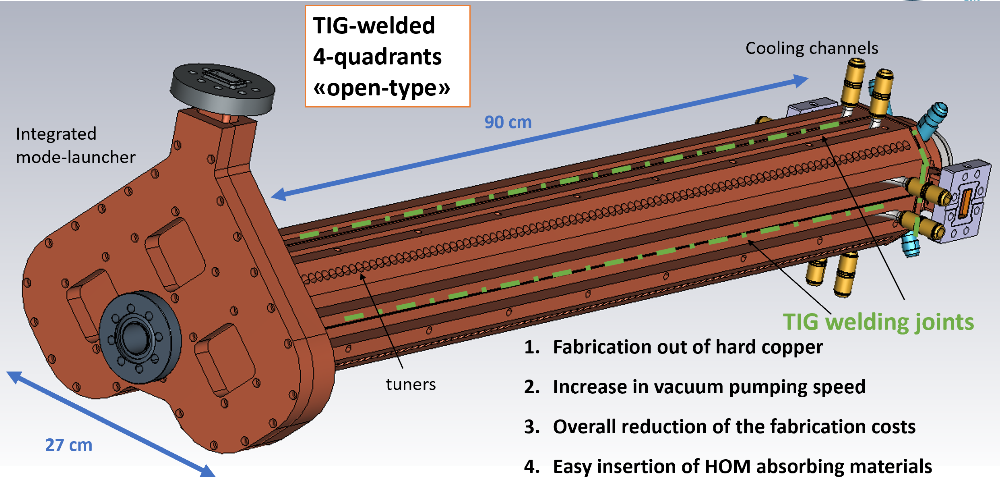 TIG-welded
4-quadrants
«open-type»
Cooling channels
90 cm
Integrated
mode-launcher
TIG welding joints
tuners
27 cm
1. Fabrication out of hard copper
2. Increase in vacuum pumping speed
3. Overall reduction of the fabrication costs
4. Easy insertion of HOM absorbing materials